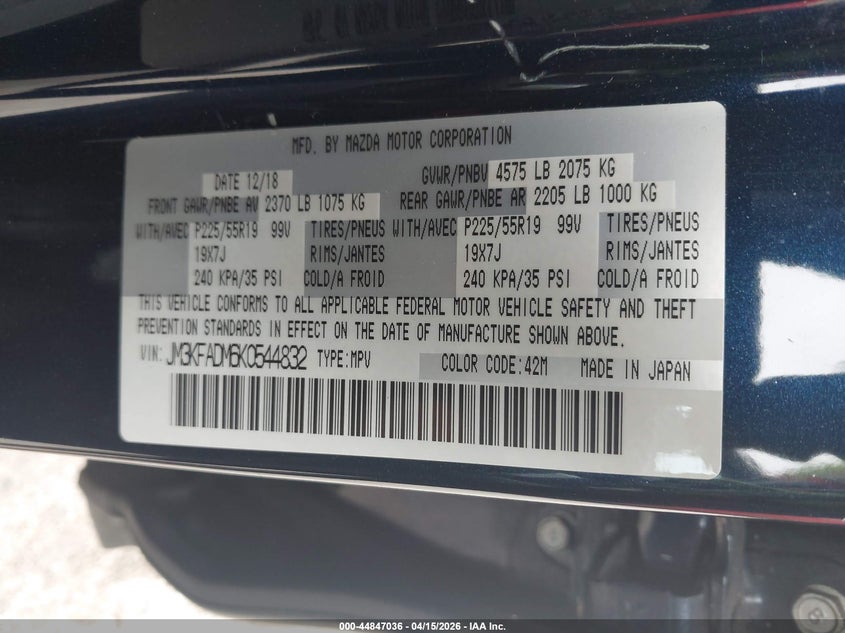 MFD. BY MAZDA MOTOR CORPORATION
DATE 12/18 GVWR/PNBV 4575 LB 2075 KG
FRONT GAWR/PNBE AV 2370 LB 1075 KG REAR GAWR/PNBE AR 2205 LB 1000 KG
WITH/AVEC P225/55R19 99V TIRES/PNEUS WITH/AVEC P225/55R19 99V TIRES/PNEUS
19X7J RIMS/JANTES 19X7J RIMS/JANTES
240 KPA/35 PSI COLD/A FROID 240 KPA/35 PSI COLD/A FROID
THIS VEHICLE CONFORMS TO ALL APPLICABLE FEDERAL MOTOR VEHICLE SAFETY AND THEFT
PREVENTION STANDARDS IN EFFECT ON THE DATE OF MANUFACTURE SHOWN ABOVE.
VIN: JM3KFADM6K0544832 TYPE:MPV COLOR CODE:42M MADE IN JAPAN
000-44847036 - 04/15/2026 - IAA Inc.